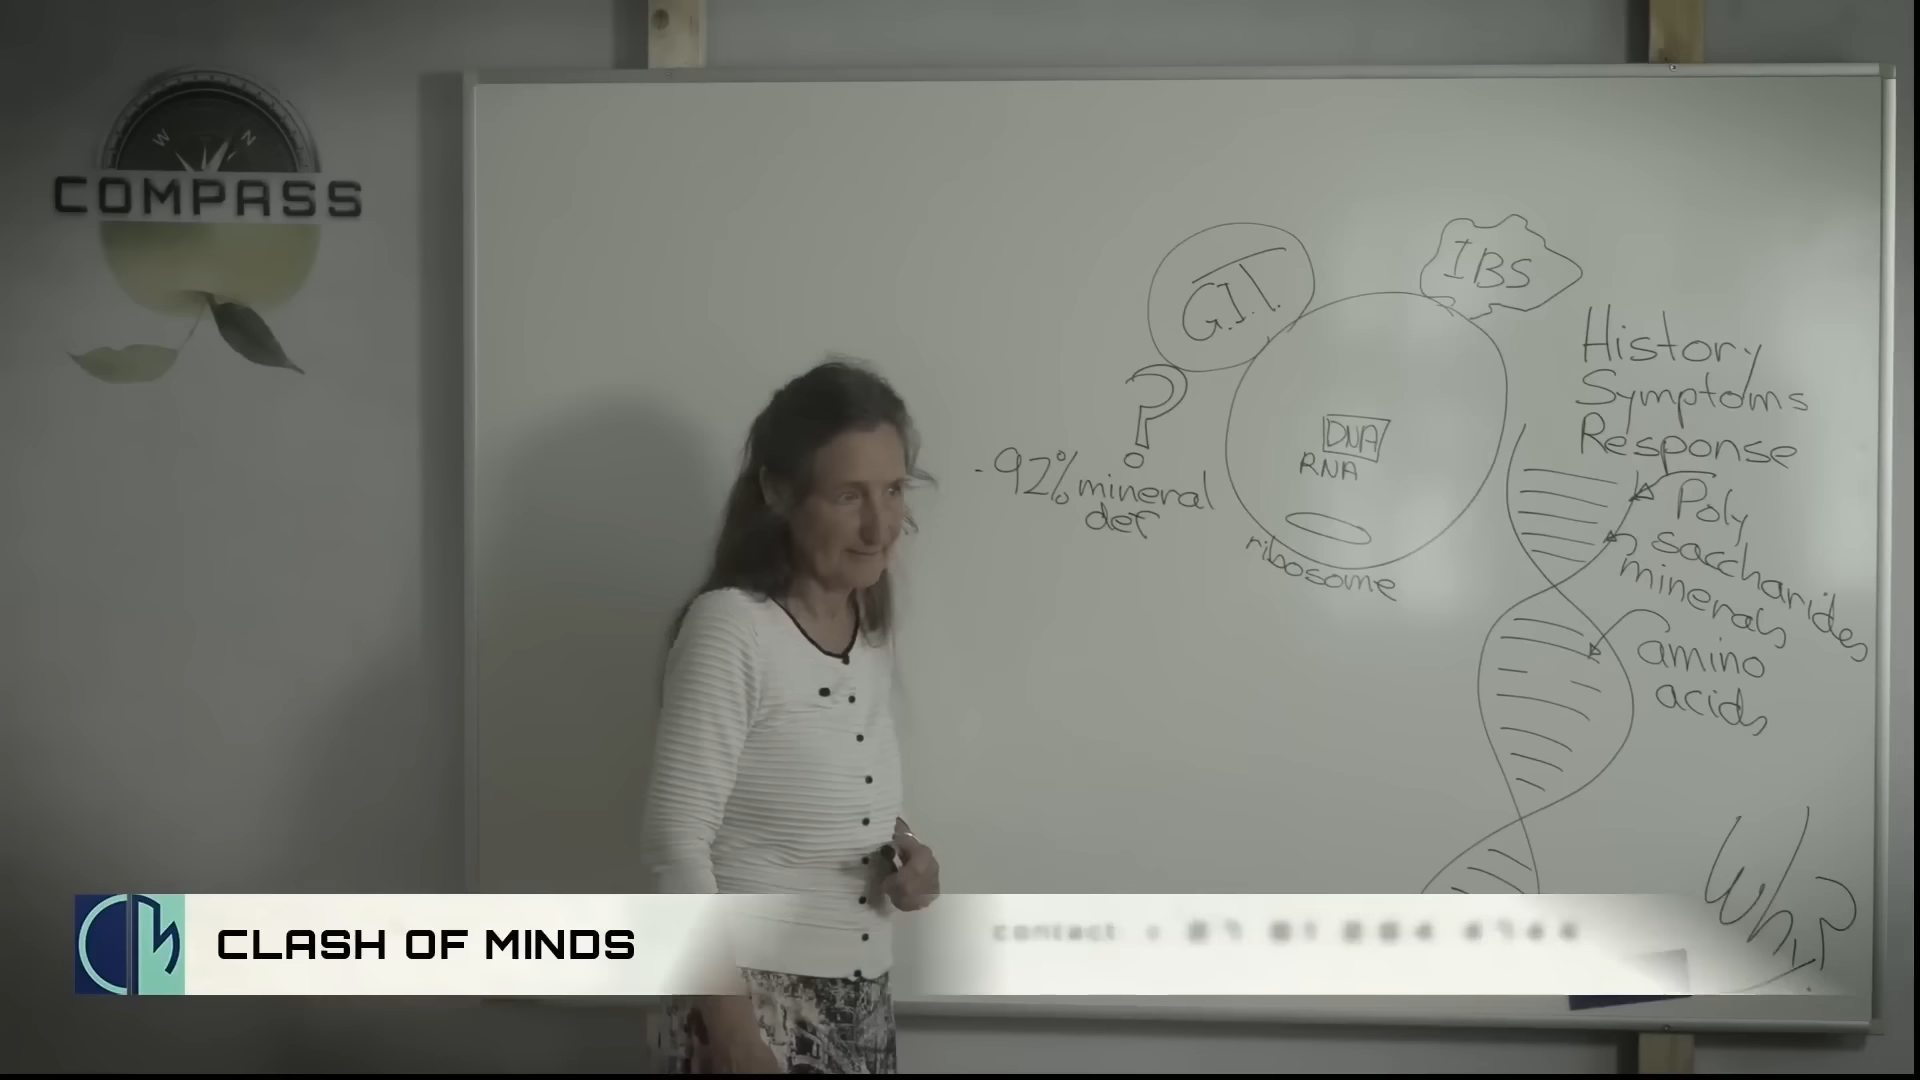 W N
COMPASS
G.I.T.
IBS
History
Symptoms
Response
DNA
RNA
-92% mineral
def
ribosome
Poly
saccharides
minerals
amino
acids
Why?
CLASH OF MINDS
contact